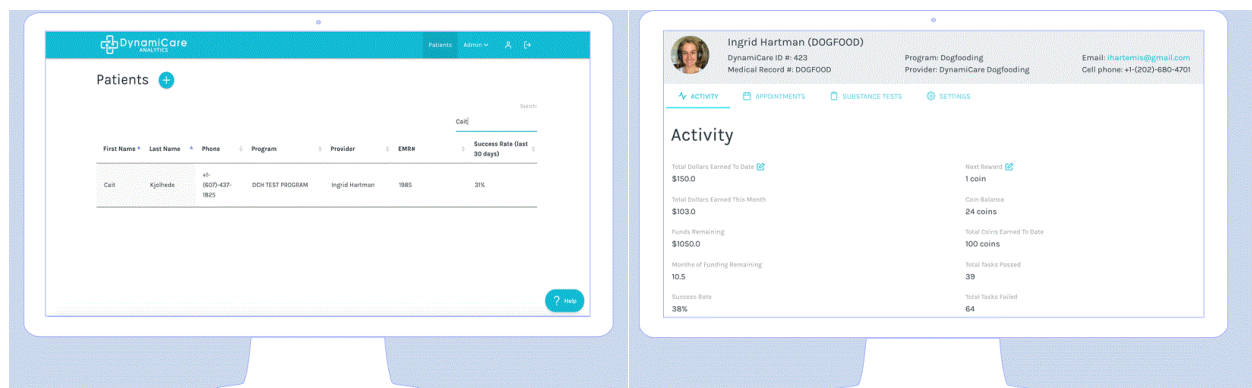 DynamiCare
ANALYTICS
Patients Admin
Patients
Search:
Cait
First Name Last Name Phone Program Provider EMR# Success Rate (last 30 days)
Cait Kjolhede +1-(607)-437-1825 DCH TEST PROGRAM Ingrid Hartman 1985 31%
? Help
Ingrid Hartman (DOGFOOD)
DynamiCare ID #: 423 Program: Dogfooding Email: ihartemis@gmail.com
Medical Record #: DOGFOOD Provider: DynamiCare Dogfooding Cell phone: +1-(202)-680-4701
ACTIVITY APPOINTMENTS SUBSTANCE TESTS SETTINGS
Activity
Total Dollars Earned To Date Next Reward
$150.0 1 coin
Total Dollars Earned This Month Coin Balance
$103.0 24 coins
Funds Remaining Total Coins Earned To Date
$1050.0 100 coins
Months of Funding Remaining Total Tasks Passed
10.5 39
Success Rate Total Tasks Failed
38% 64